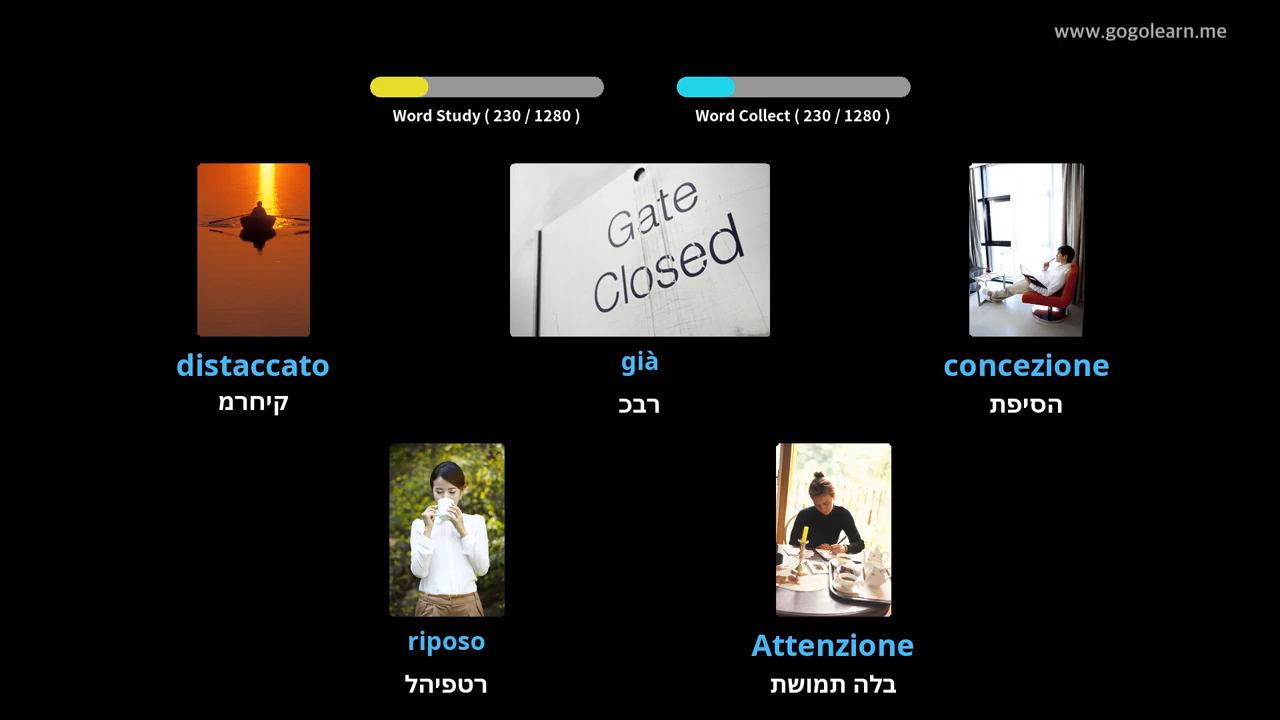 www.gogolearn.me
Word Study ( 230 / 1280 )
Word Collect ( 230 / 1280 )
Gate
Closed
distaccato
קיחרמ
già
רבכ
concezione
הסיפת
riposo
רטפיהל
Attenzione
בלה תמושת